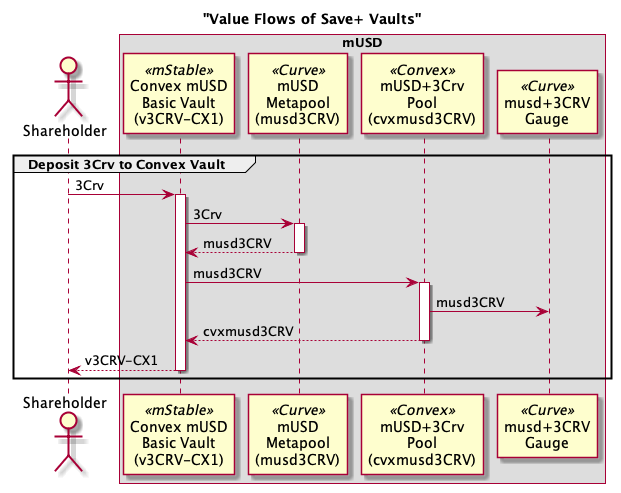 "Value Flows of Save+ Vaults"
mUSD
Shareholder
«mStable»
Convex mUSD
Basic Vault
(v3CRV-CX1)
«Curve»
mUSD
Metapool
(musd3CRV)
«Convex»
mUSD+3Crv
Pool
(cvxmusd3CRV)
«Curve»
musd+3CRV
Gauge
Deposit 3Crv to Convex Vault
3Crv
3Crv
musd3CRV
musd3CRV
musd3CRV
cvxmusd3CRV
v3CRV-CX1
Shareholder
«mStable»
Convex mUSD
Basic Vault
(v3CRV-CX1)
«Curve»
mUSD
Metapool
(musd3CRV)
«Convex»
mUSD+3Crv
Pool
(cvxmusd3CRV)
«Curve»
musd+3CRV
Gauge